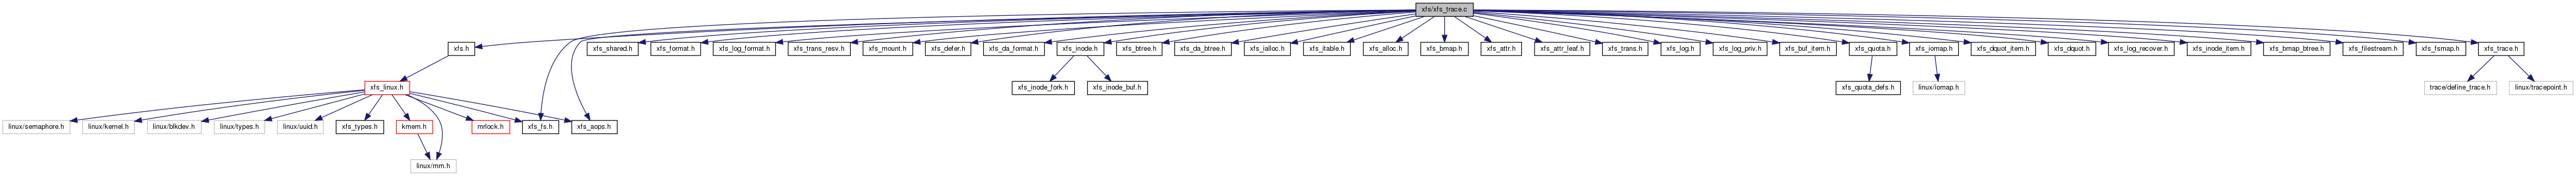 xfs/xfs_trace.c
xfs.h
xfs_shared.h
xfs_format.h
xfs_log_format.h
xfs_trans_resv.h
xfs_mount.h
xfs_defer.h
xfs_da_format.h
xfs_inode.h
xfs_btree.h
xfs_da_btree.h
xfs_ialloc.h
xfs_itable.h
xfs_alloc.h
xfs_bmap.h
xfs_attr.h
xfs_attr_leaf.h
xfs_trans.h
xfs_log.h
xfs_log_priv.h
xfs_buf_item.h
xfs_quota.h
xfs_iomap.h
xfs_dquot_item.h
xfs_dquot.h
xfs_log_recover.h
xfs_inode_item.h
xfs_bmap_btree.h
xfs_filestream.h
xfs_fsmap.h
xfs_trace.h
xfs_linux.h
xfs_inode_fork.h
xfs_inode_buf.h
xfs_quota_defs.h
linux/iomap.h
trace/define_trace.h
linux/tracepoint.h
linux/semaphore.h
linux/kernel.h
linux/blkdev.h
linux/types.h
linux/uuid.h
xfs_types.h
kmem.h
mrlock.h
xfs_fs.h
xfs_aops.h
linux/mm.h